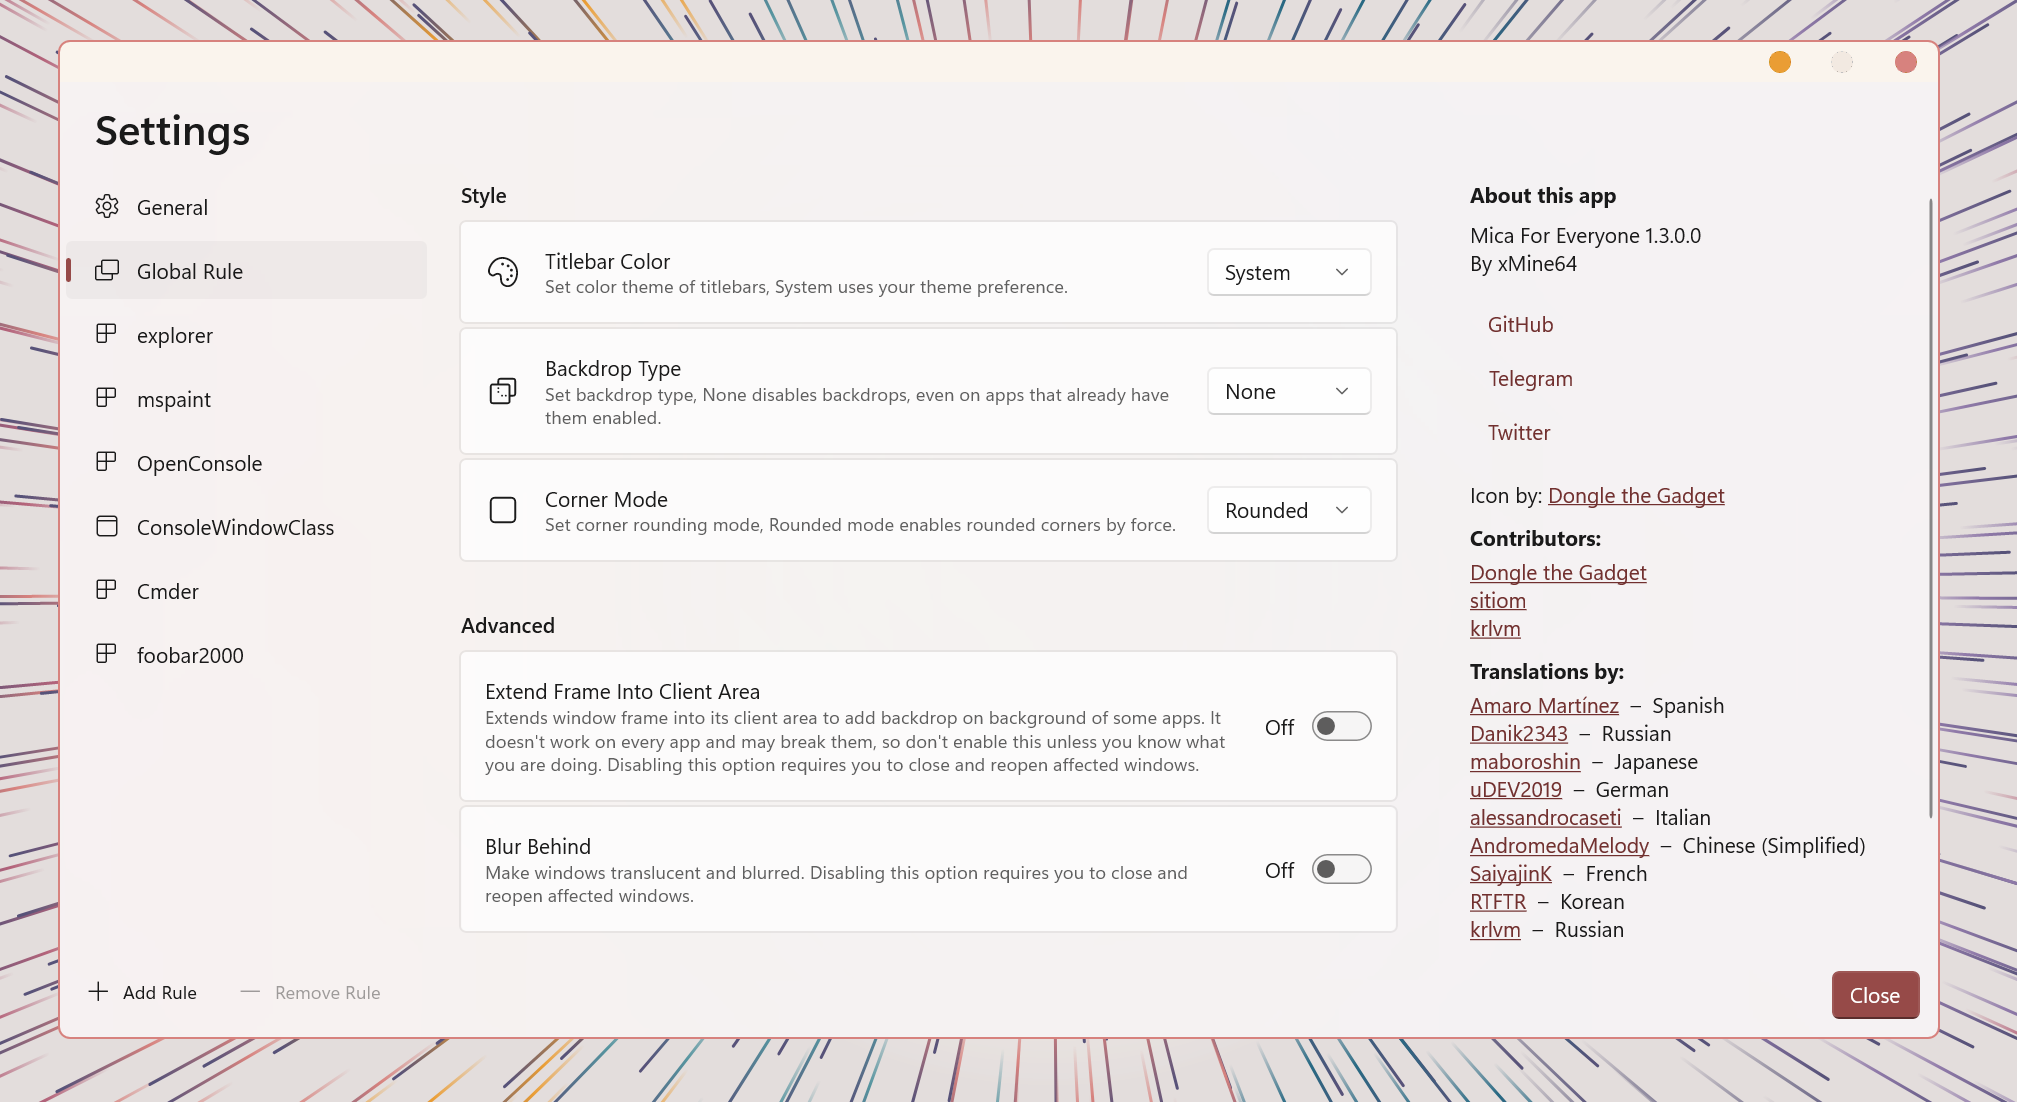 Settings
General
Global Rule
explorer
mspaint
OpenConsole
ConsoleWindowClass
Cmder
foobar2000
Add Rule
Remove Rule
Style
Titlebar Color
Set color theme of titlebars, System uses your theme preference.
System
Backdrop Type
Set backdrop type, None disables backdrops, even on apps that already have
them enabled.
None
Corner Mode
Set corner rounding mode, Rounded mode enables rounded corners by force.
Rounded
Advanced
Extend Frame Into Client Area
Extends window frame into its client area to add backdrop on background of some apps. It
doesn't work on every app and may break them, so don't enable this unless you know what
you are doing. Disabling this option requires you to close and reopen affected windows.
Off
Blur Behind
Make windows translucent and blurred. Disabling this option requires you to close and
reopen affected windows.
Off
About this app
Mica For Everyone 1.3.0.0
By xMine64
GitHub
Telegram
Twitter
Icon by: Dongle the Gadget
Contributors:
Dongle the Gadget
sitiom
krlvm
Translations by:
Amaro Martínez – Spanish
Danik2343 – Russian
maboroshin – Japanese
uDEV2019 – German
alessandrocaseti – Italian
AndromedaMelody – Chinese (Simplified)
SaiyajinK – French
RTFTR – Korean
krlvm – Russian
Close